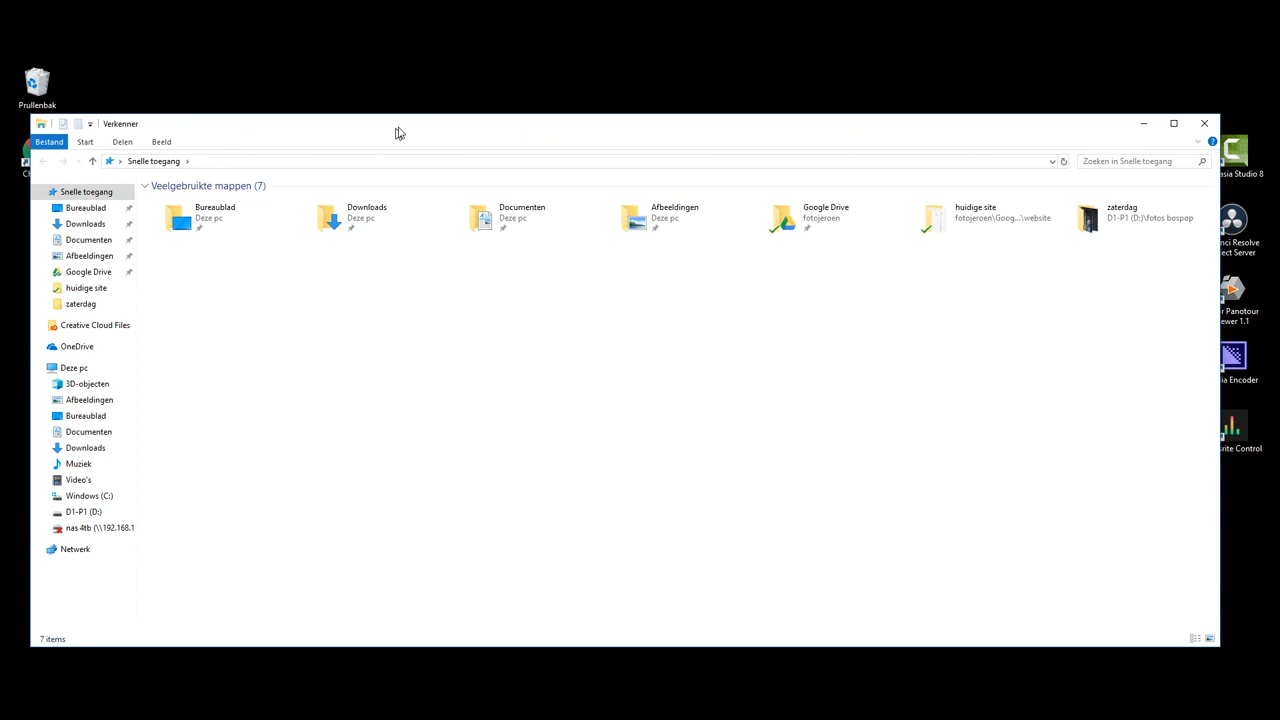 Prullenbak
Verkenner
Bestand Start Delen Beeld
Snelle toegang
Zoeken in Snelle toegang
Snelle toegang
Bureaublad
Downloads
Documenten
Afbeeldingen
Google Drive
huidige site
zaterdag
Creative Cloud Files
OneDrive
Deze pc
3D-objecten
Afbeeldingen
Bureaublad
Documenten
Downloads
Muziek
Video's
Windows (C:)
D1-P1 (D:)
nas 4tb (\\192.168.1
Netwerk
Veelgebruikte mappen (7)
Bureaublad
Deze pc
Downloads
Deze pc
Documenten
Deze pc
Afbeeldingen
Deze pc
Google Drive
fotojeroen
huidige site
fotojeroen\Goog...\website
zaterdag
D1-P1 (D:)\fotos bospop
7 items
asia Studio 8
nci Resolve
ect Server
r Panotour
ewer 1.1
ia Encoder
rite Control